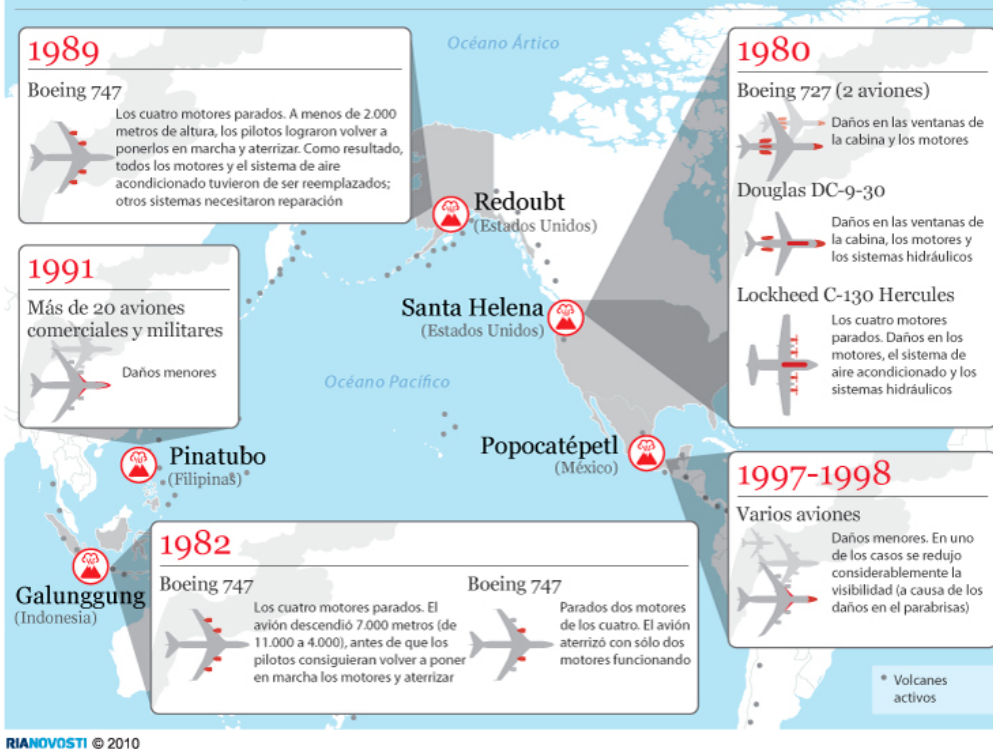 Océano Ártico
1989
Boeing 747
Los cuatro motores parados. A menos de 2.000
metros de altura, los pilotos lograron volver a
ponerlos en marcha y aterrizar. Como resultado,
todos los motores y el sistema de aire
acondicionado tuvieron de ser reemplazados;
otros sistemas necesitaron reparación
Redoubt
(Estados Unidos)
1980
Boeing 727 (2 aviones)
Daños en las ventanas de
la cabina y los motores
Douglas DC-9-30
Daños en las ventanas de
la cabina, los motores y
los sistemas hidráulicos
Lockheed C-130 Hercules
Los cuatro motores
parados. Daños en los
motores, el sistema de
aire acondicionado y los
sistemas hidráulicos
1991
Más de 20 aviones
comerciales y militares
Daños menores
Santa Helena
(Estados Unidos)
Océano Pacífico
Pinatubo
(Filipinas)
Popocatépetl
(México)
1997-1998
Varios aviones
Daños menores. En uno
de los casos se redujo
considerablemente la
visibilidad (a causa de los
daños en el parabrisas)
Galunggung
(Indonesia)
1982
Boeing 747
Los cuatro motores parados. El
avión descendió 7.000 metros (de
11.000 a 4.000), antes de que los
pilotos consiguieran volver a poner
en marcha los motores y aterrizar
Boeing 747
Parados dos motores
de los cuatro. El avión
aterrizó con sólo dos
motores funcionando
Volcanes
activos
RIANOVOSTI © 2010